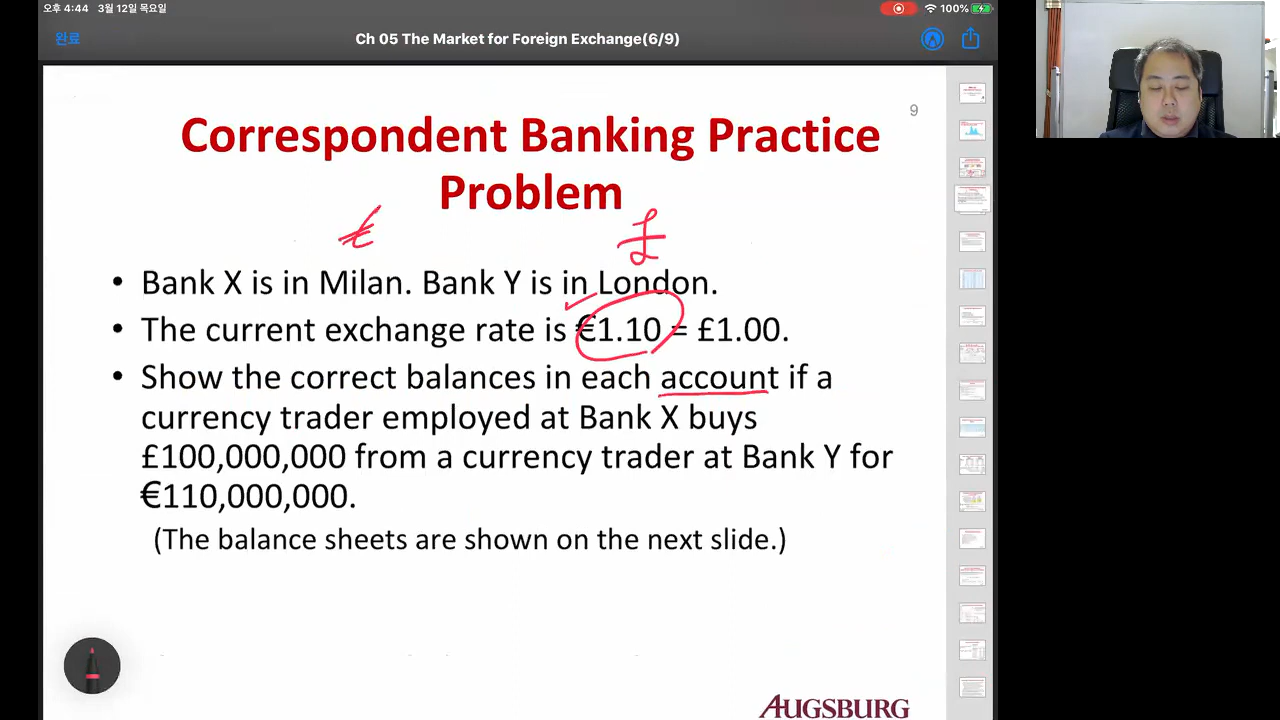 오후 4:44 3월 12일 목요일
100%
완료
Ch 05 The Market for Foreign Exchange(6/9)
9
Correspondent Banking Practice
Problem
€ £
• Bank X is in Milan. Bank Y is in London.
• The current exchange rate is €1.10 = £1.00.
• Show the correct balances in each account if a
currency trader employed at Bank X buys
£100,000,000 from a currency trader at Bank Y for
€110,000,000.
(The balance sheets are shown on the next slide.)
AUGSBURG